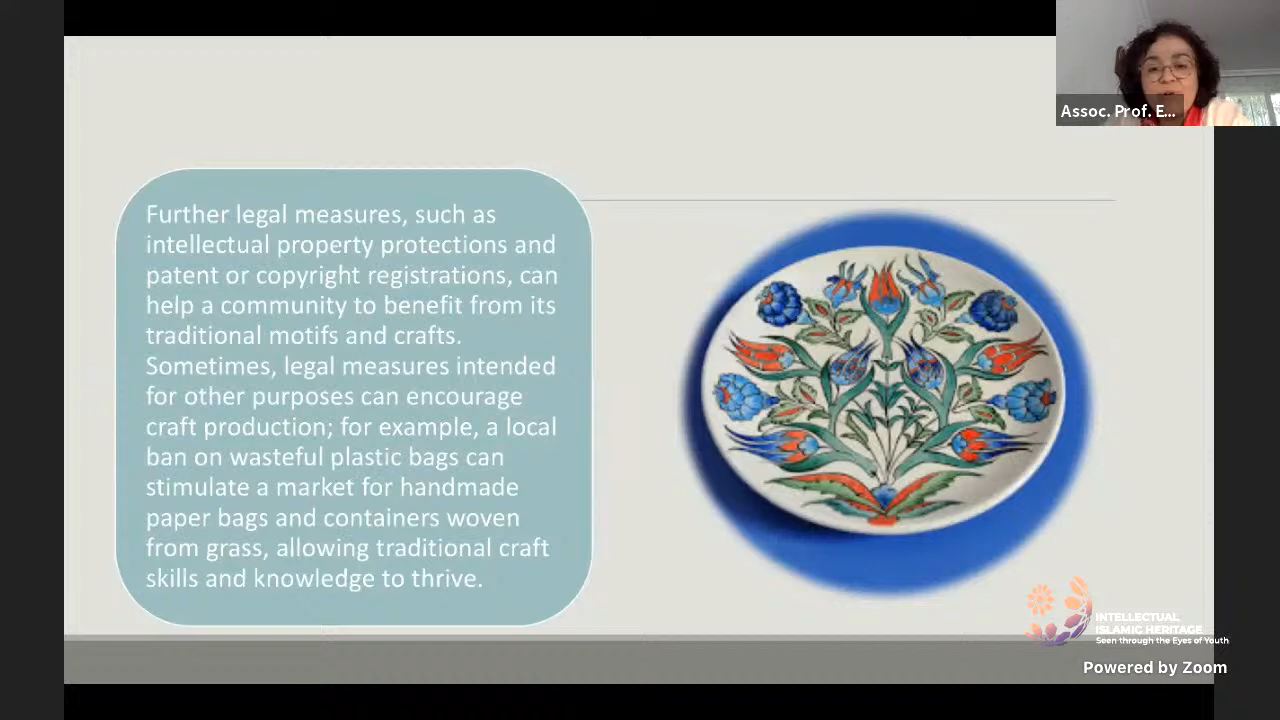 Assoc. Prof. E...
Further legal measures, such as
intellectual property protections and
patent or copyright registrations, can
help a community to benefit from its
traditional motifs and crafts.
Sometimes, legal measures intended
for other purposes can encourage
craft production; for example, a local
ban on wasteful plastic bags can
stimulate a market for handmade
paper bags and containers woven
from grass, allowing traditional craft
skills and knowledge to thrive.
INTELLECTUAL
ISLAMIC HERITAGE
Seen through the Eyes of Youth
Powered by Zoom